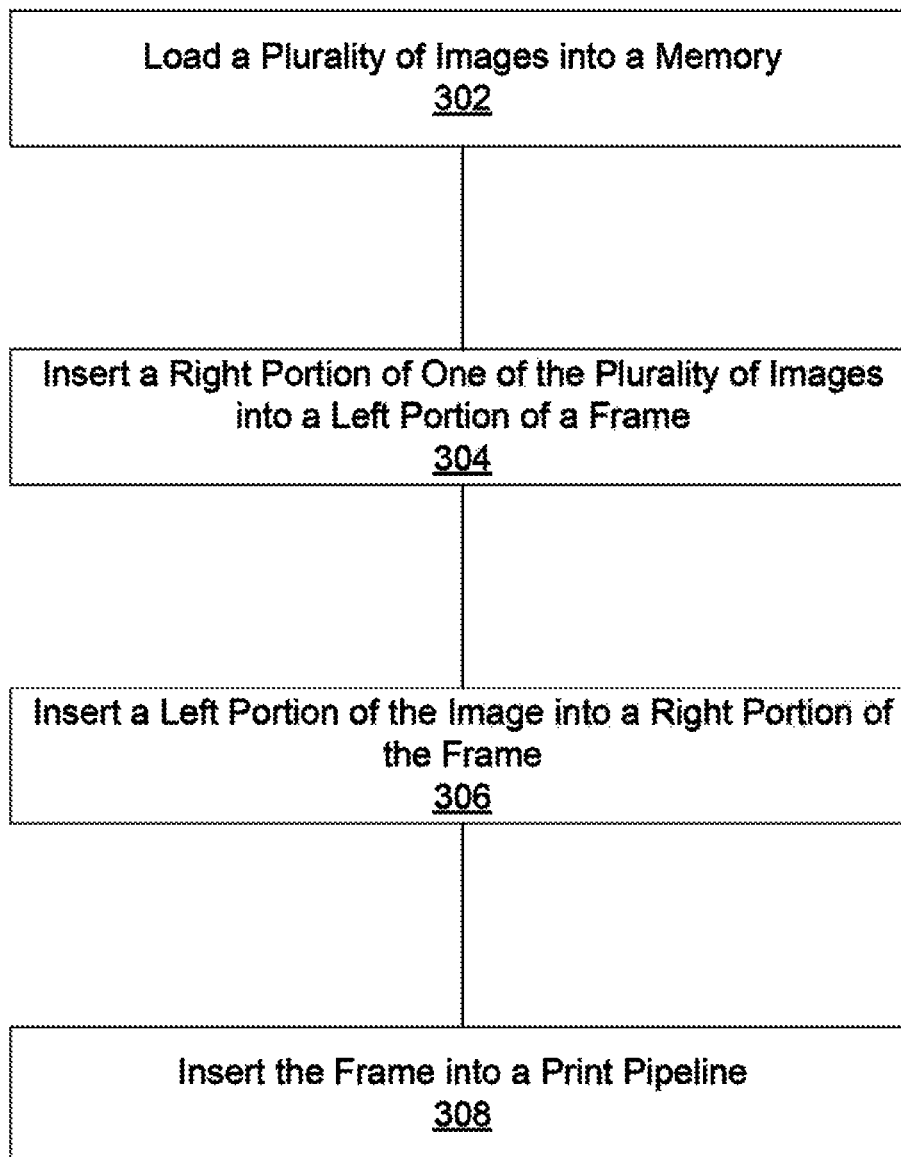 Load a Plurality of Images into a Memory
302
Insert a Right Portion of One of the Plurality of Images
into a Left Portion of a Frame
304
Insert a Left Portion of the Image into a Right Portion of
the Frame
306
Insert the Frame into a Print Pipeline
308